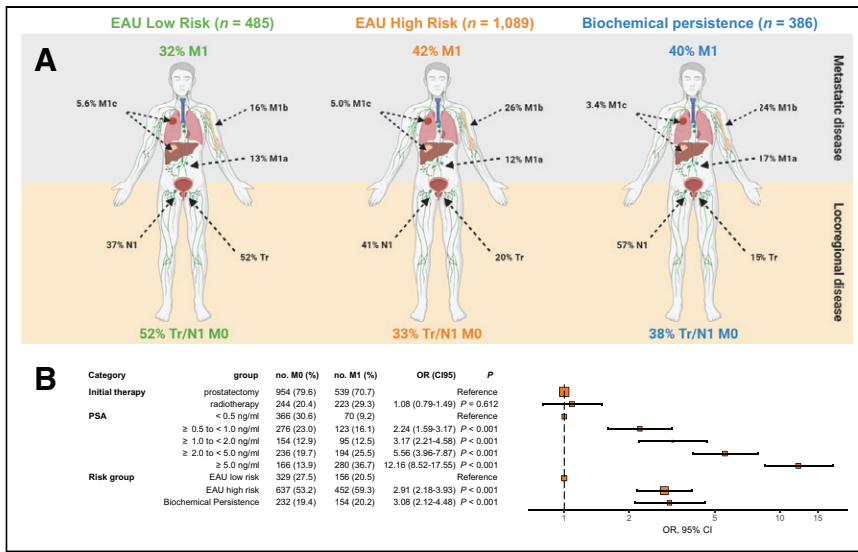 EAU Low Risk (n = 485) EAU High Risk (n = 1,089) Biochemical persistence (n = 386)
A
32% M1 42% M1 40% M1
5.6% M1c 16% M1b 5.0% M1c 26% M1b 3.4% M1c 24% M1b
13% M1a 12% M1a 17% M1a
Metastatic disease
37% N1 52% Tr 41% N1 20% Tr 57% N1 15% Tr
Locoregional disease
52% Tr/N1 M0 33% Tr/N1 M0 38% Tr/N1 M0
B
Category group no. M0 (%) no. M1 (%) OR (CI95) P
Initial therapy prostatectomy 954 (79.6) 539 (70.7) Reference
radiotherapy 244 (20.4) 223 (29.3) 1.08 (0.79-1.49) P = 0.612
PSA < 0.5 ng/ml 366 (30.6) 70 (9.2) Reference
≥ 0.5 to < 1.0 ng/ml 276 (23.0) 123 (16.1) 2.24 (1.59-3.17) P < 0.001
≥ 1.0 to < 2.0 ng/ml 154 (12.9) 95 (12.5) 3.17 (2.21-4.58) P < 0.001
≥ 2.0 to < 5.0 ng/ml 236 (19.7) 194 (25.5) 5.56 (3.96-7.87) P < 0.001
≥ 5.0 ng/ml 166 (13.9) 280 (36.7) 12.16 (8.52-17.55) P < 0.001
Risk group EAU low risk 329 (27.5) 156 (20.5) Reference
EAU high risk 637 (53.2) 452 (59.3) 2.91 (2.18-3.93) P < 0.001
Biochemical Persistence 232 (19.4) 154 (20.2) 3.08 (2.12-4.48) P < 0.001
1 2 5 10 15
OR, 95% CI